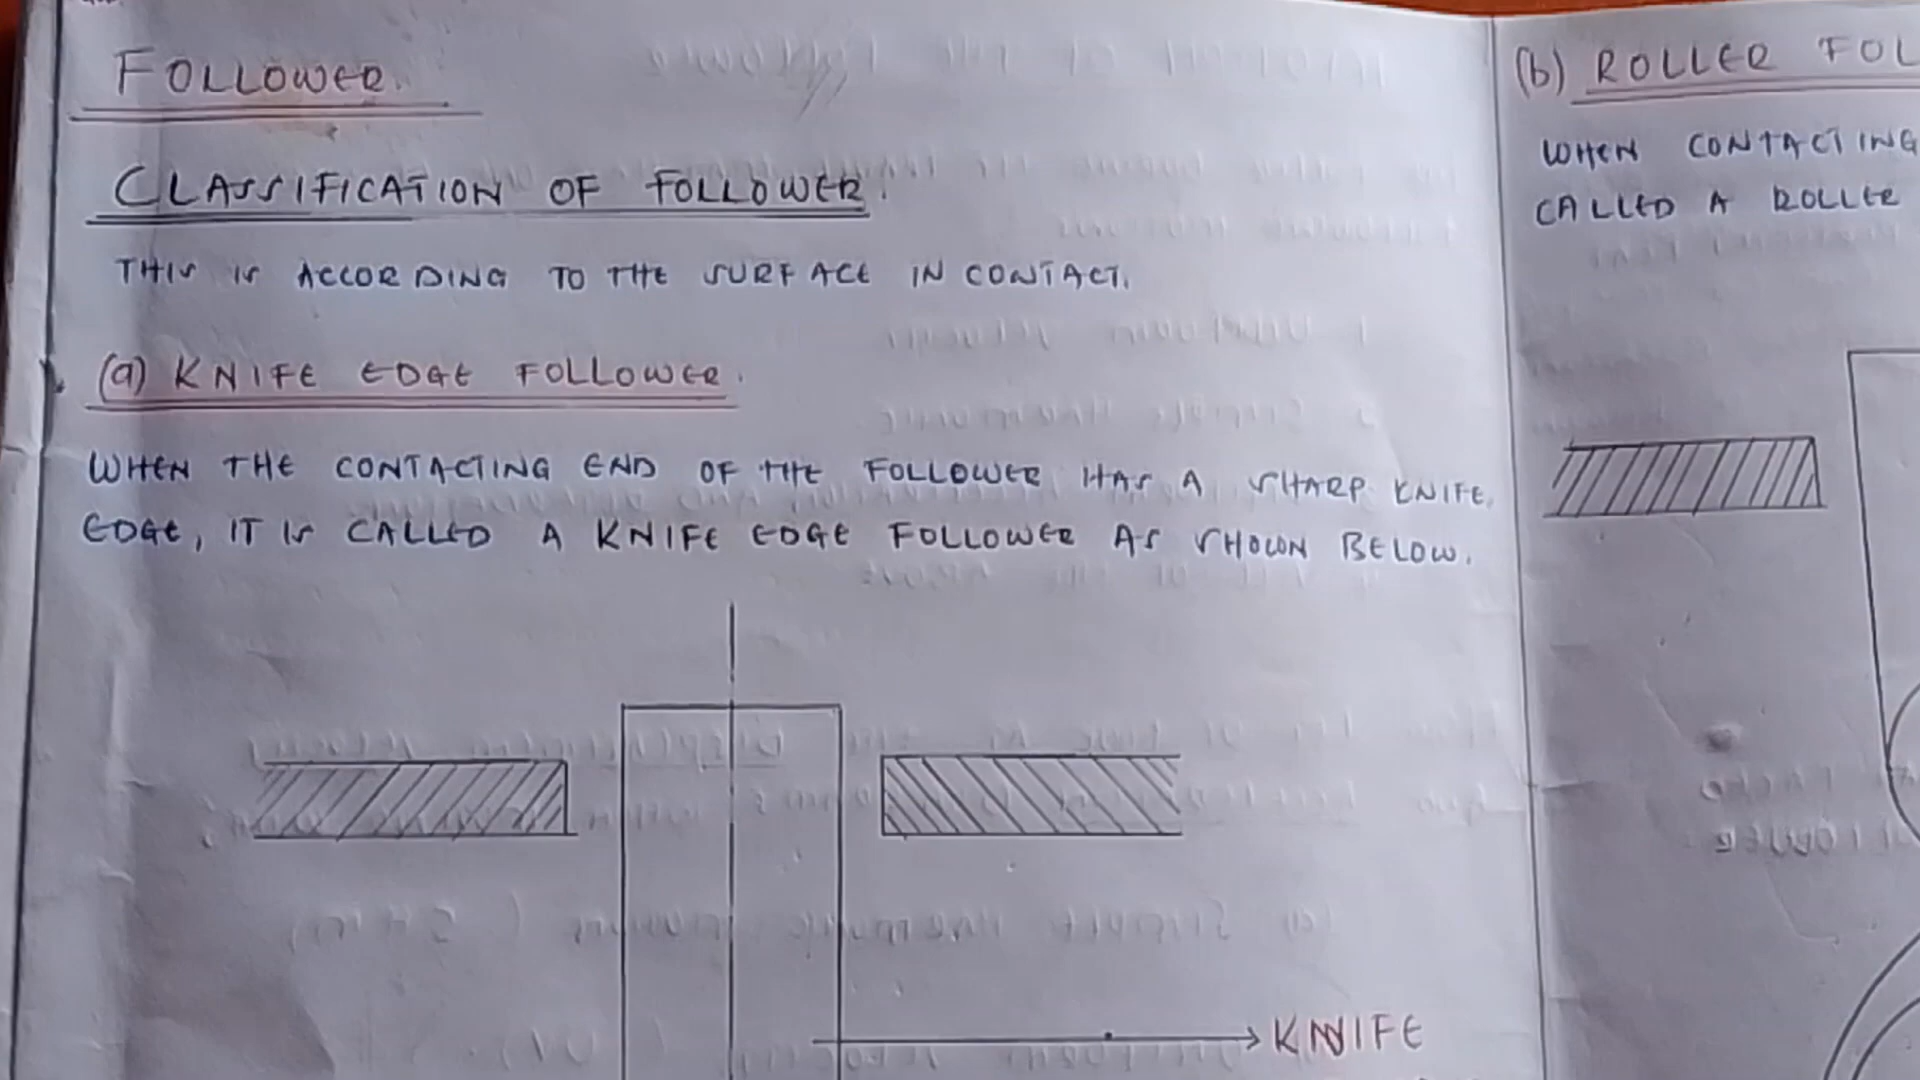 FOLLOWER.
CLASSIFICATION OF FOLLOWER.
THIS IS ACCORDING TO THE SURFACE IN CONTACT.
(a) KNIFE EDGE FOLLOWER.
WHEN THE CONTACTING END OF THE FOLLOWER HAS A SHARP KNIFE
EDGE, IT IS CALLED A KNIFE EDGE FOLLOWER AS SHOWN BELOW.
KNIFE
(b) ROLLER FOL
WHEN CONTACTING
CALLED A ROLLER